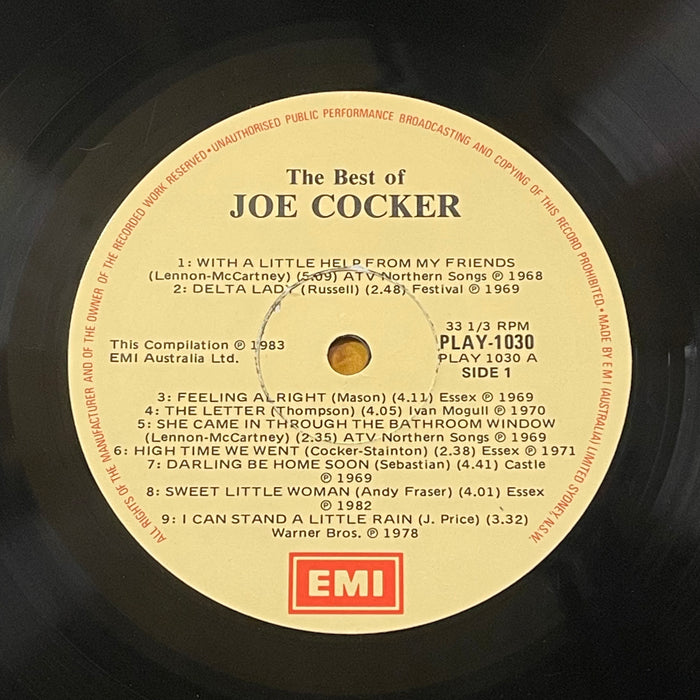 ALL RIGHTS OF THE MANUFACTURER AND OF THE OWNER OF THE RECORDED WORK RESERVED • UNAUTHORISED PUBLIC PERFORMANCE BROADCASTING AND COPYING OF THIS RECORD PROHIBITED. • MADE BY E M I (AUSTRALIA) LIMITED SYDNEY, N.S.W.
The Best of
JOE COCKER
1: WITH A LITTLE HELP FROM MY FRIENDS
(Lennon-McCartney) (5.09) ATV Northern Songs ℗ 1968
2: DELTA LADY (Russell) (2.48) Festival ℗ 1969
This Compilation ℗ 1983
EMI Australia Ltd.
33 1/3 RPM
PLAY-1030
PLAY 1030 A
SIDE 1
3: FEELING ALRIGHT (Mason) (4.11) Essex ℗ 1969
4: THE LETTER (Thompson) (4.05) Ivan Mogull ℗ 1970
5: SHE CAME IN THROUGH THE BATHROOM WINDOW
(Lennon-McCartney) (2.35) ATV Northern Songs ℗ 1969
6: HIGH TIME WE WENT (Cocker-Stainton) (2.38) Essex ℗ 1971
7: DARLING BE HOME SOON (Sebastian) (4.41) Castle
℗ 1969
8: SWEET LITTLE WOMAN (Andy Fraser) (4.01) Essex
℗ 1982
9: I CAN STAND A LITTLE RAIN (J. Price) (3.32)
Warner Bros. ℗ 1978
EMI